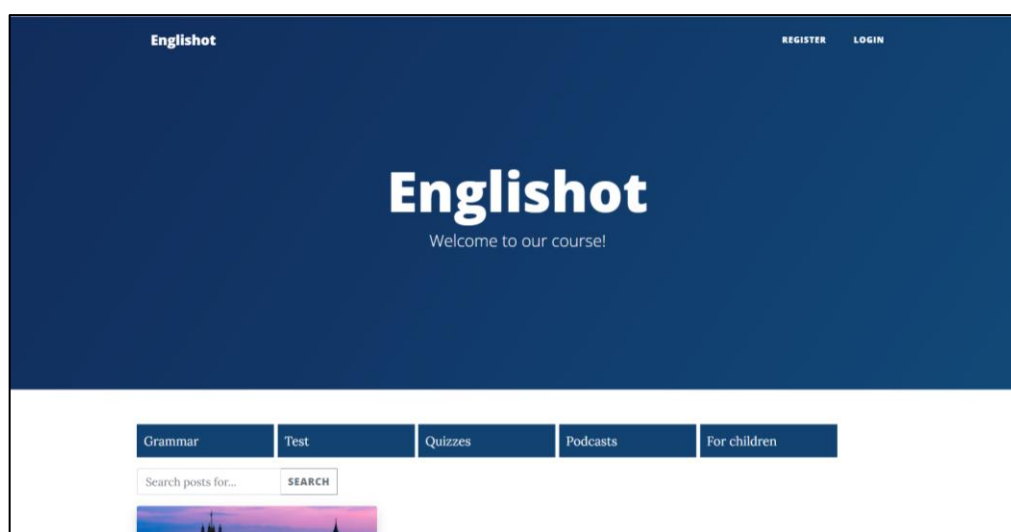 Englishot REGISTER LOGIN
Englishot
Welcome to our course!
Grammar Test Quizzes Podcasts For children
Search posts for... SEARCH